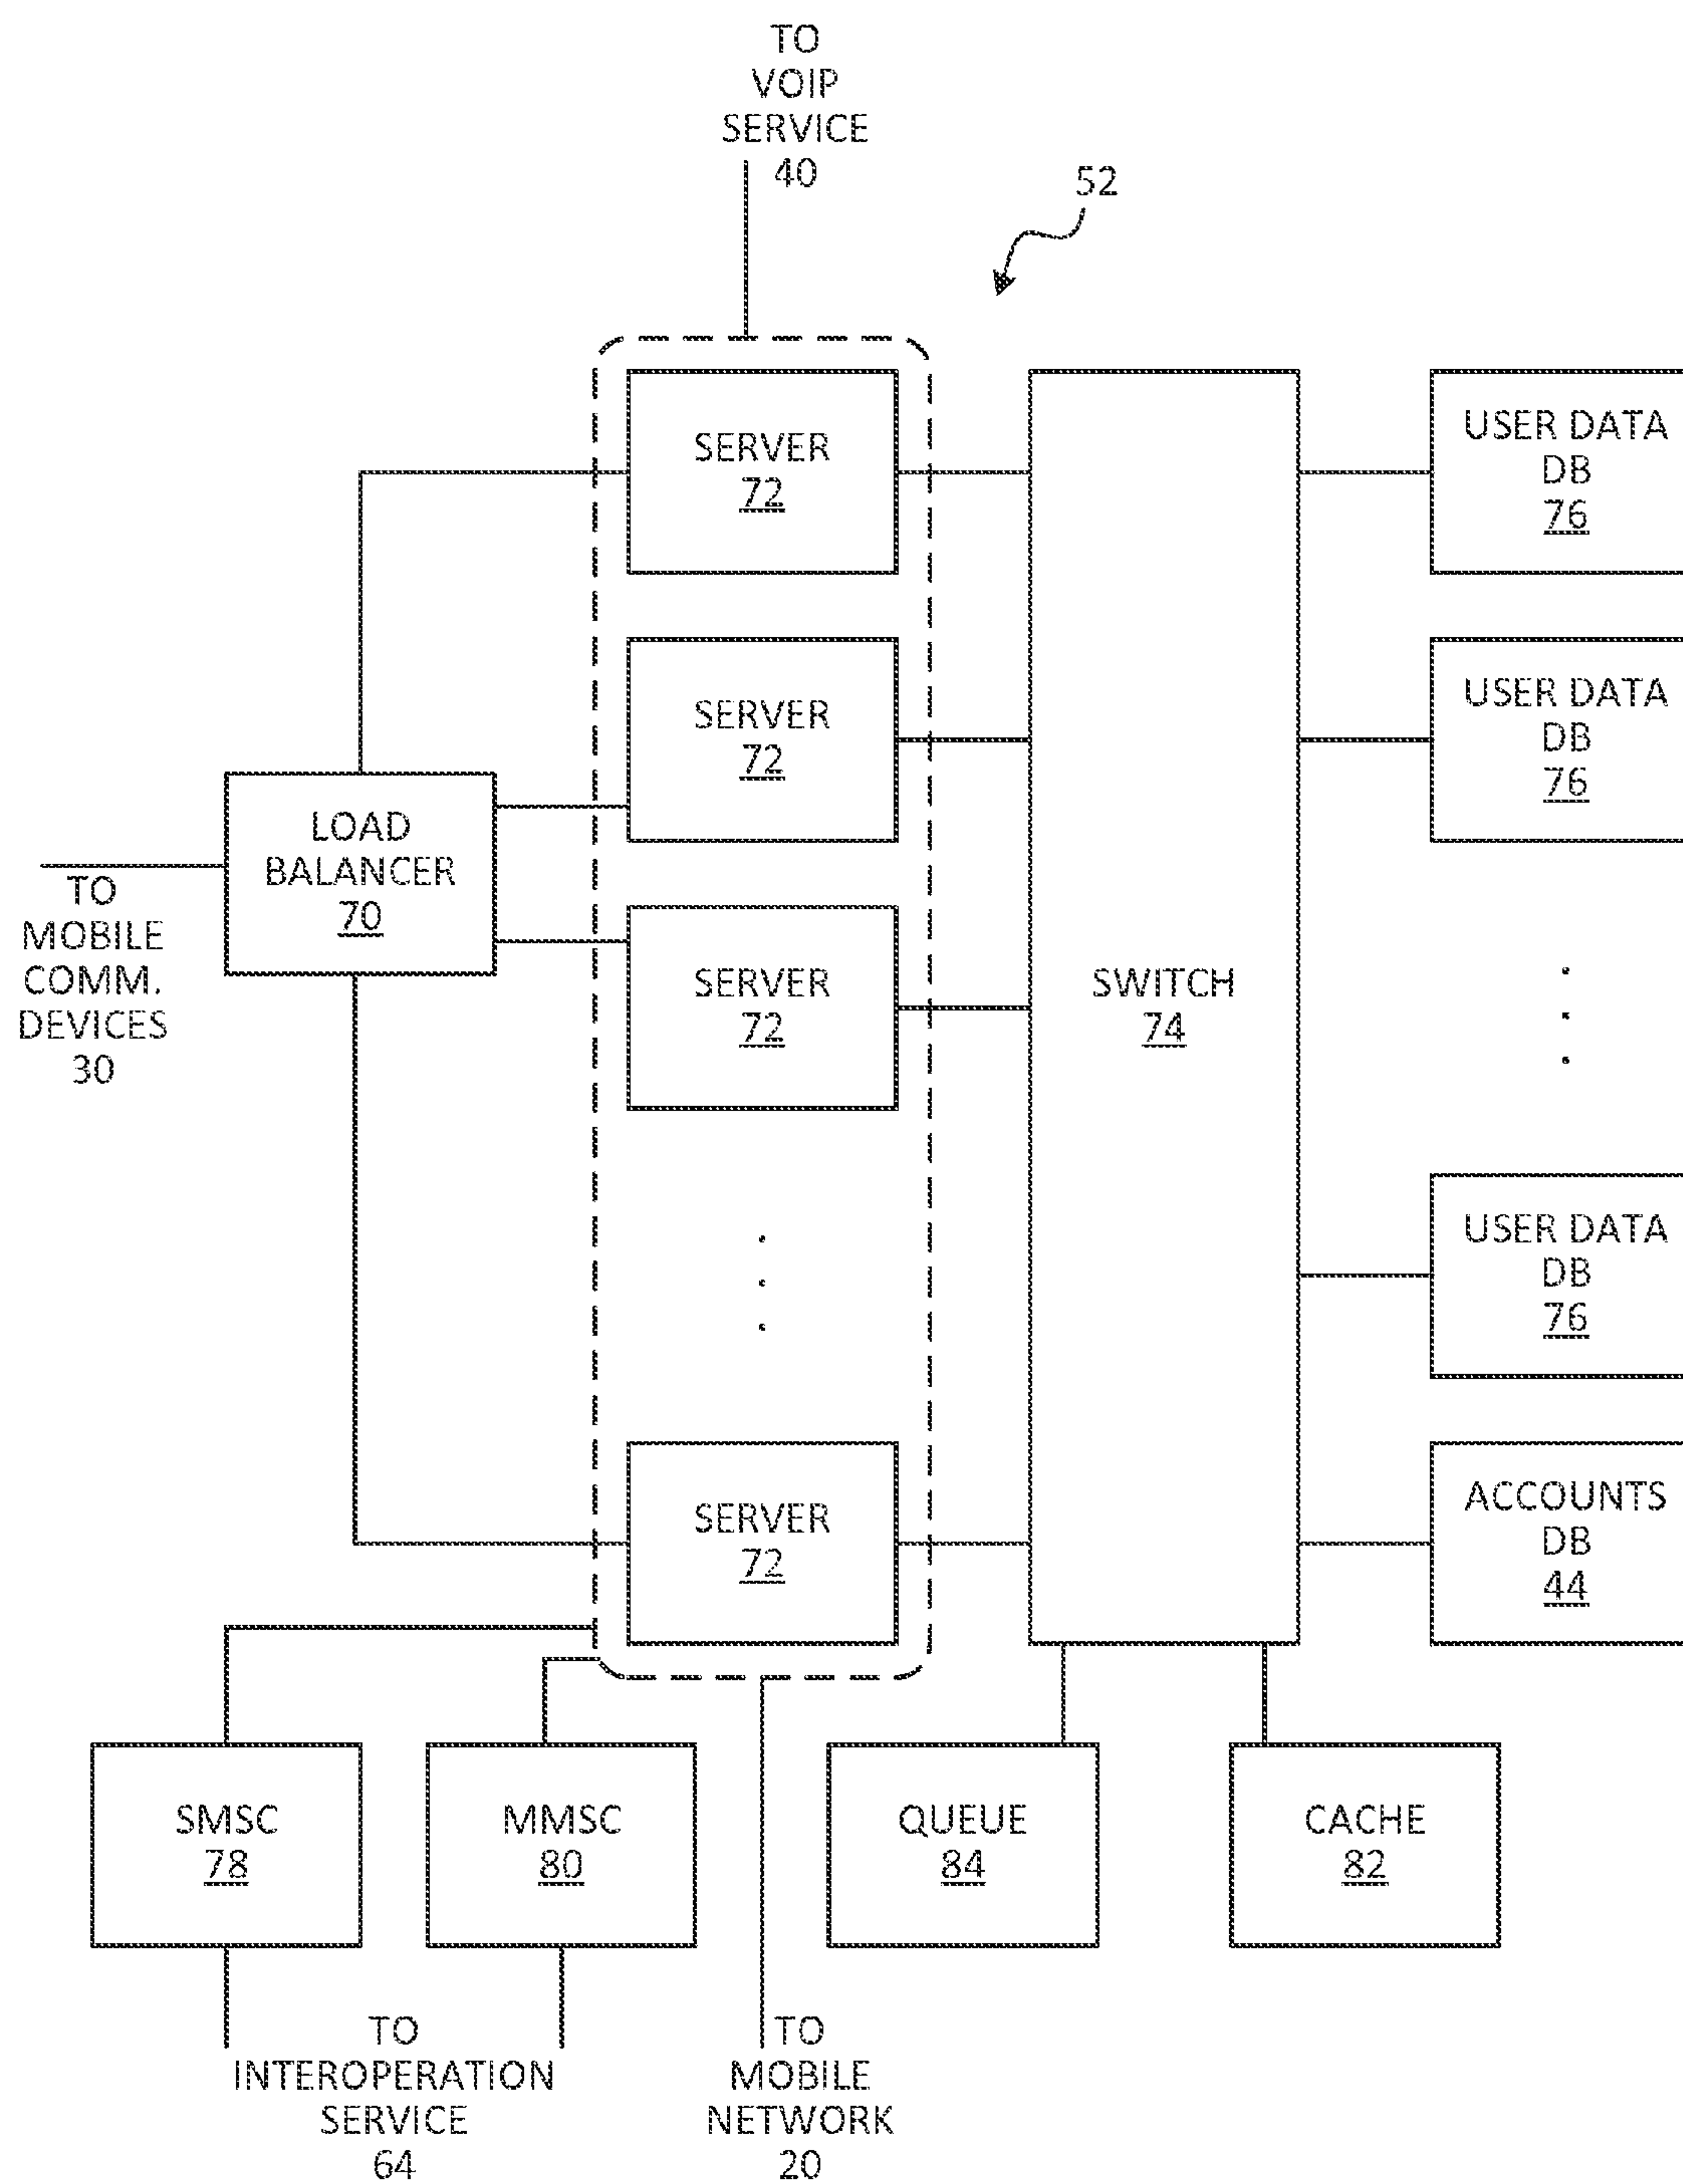 TO
VOIP
SERVICE
40
52
SERVER
72
USER DATA
DB
76
SERVER
72
USER DATA
DB
76
LOAD
BALANCER
70
TO
MOBILE
COMM.
DEVICES
30
SERVER
72
SWITCH
74
USER DATA
DB
76
SERVER
72
ACCOUNTS
DB
44
SMSC
78
MMSC
80
QUEUE
84
CACHE
82
TO
INTEROPERATION
SERVICE
64
TO
MOBILE
NETWORK
20